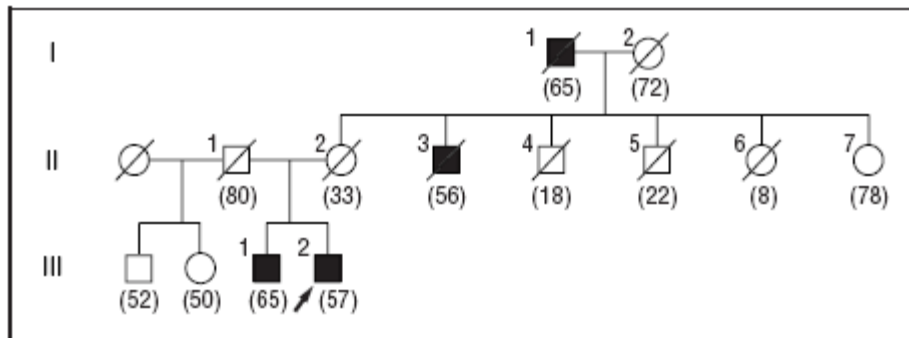 I 1 2
(65) (72)
II 1 2 3 4 5 6 7
(80) (33) (56) (18) (22) (8) (78)
III 1 2
(52) (50) (65) (57)